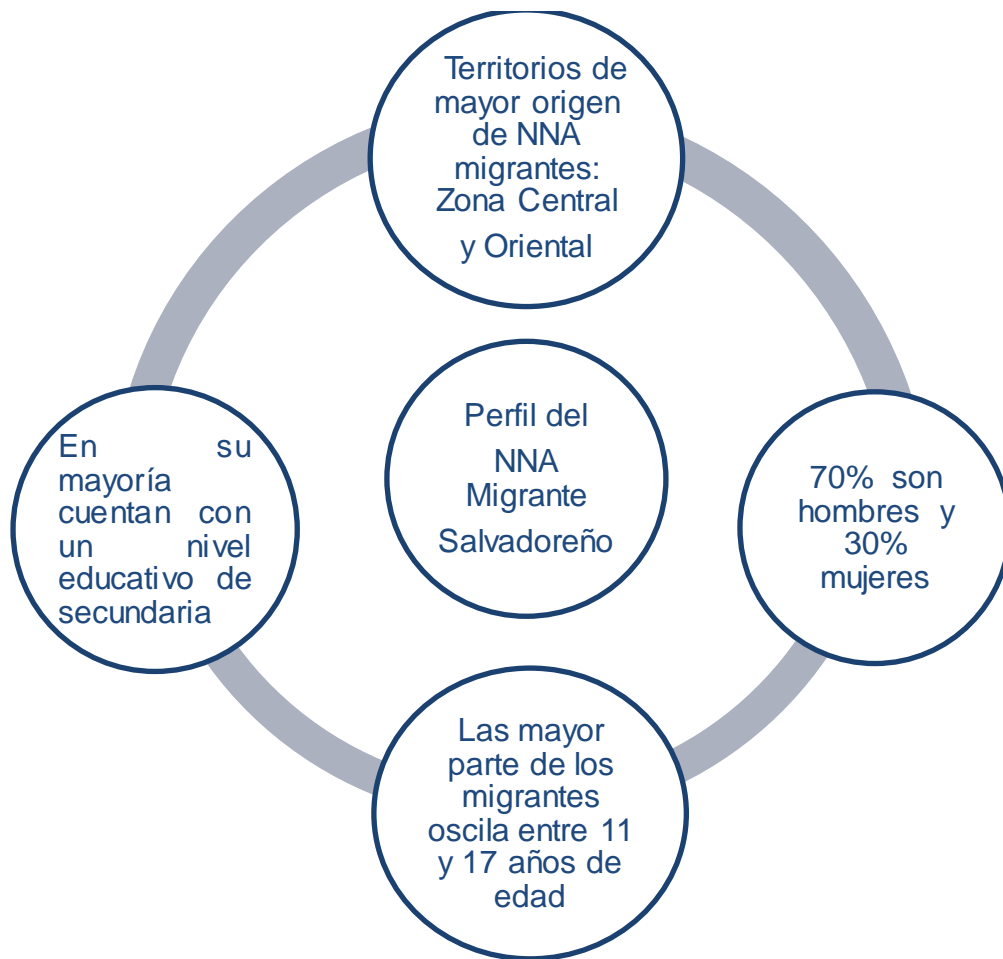 Territorios de
mayor origen
de NNA
migrantes:
Zona Central
y Oriental
Perfil del
NNA
Migrante
Salvadoreño
En su
mayoría
cuentan con
un nivel
educativo de
secundaria
70% son
hombres y
30%
mujeres
Las mayor
parte de los
migrantes
oscila entre 11
y 17 años de
edad